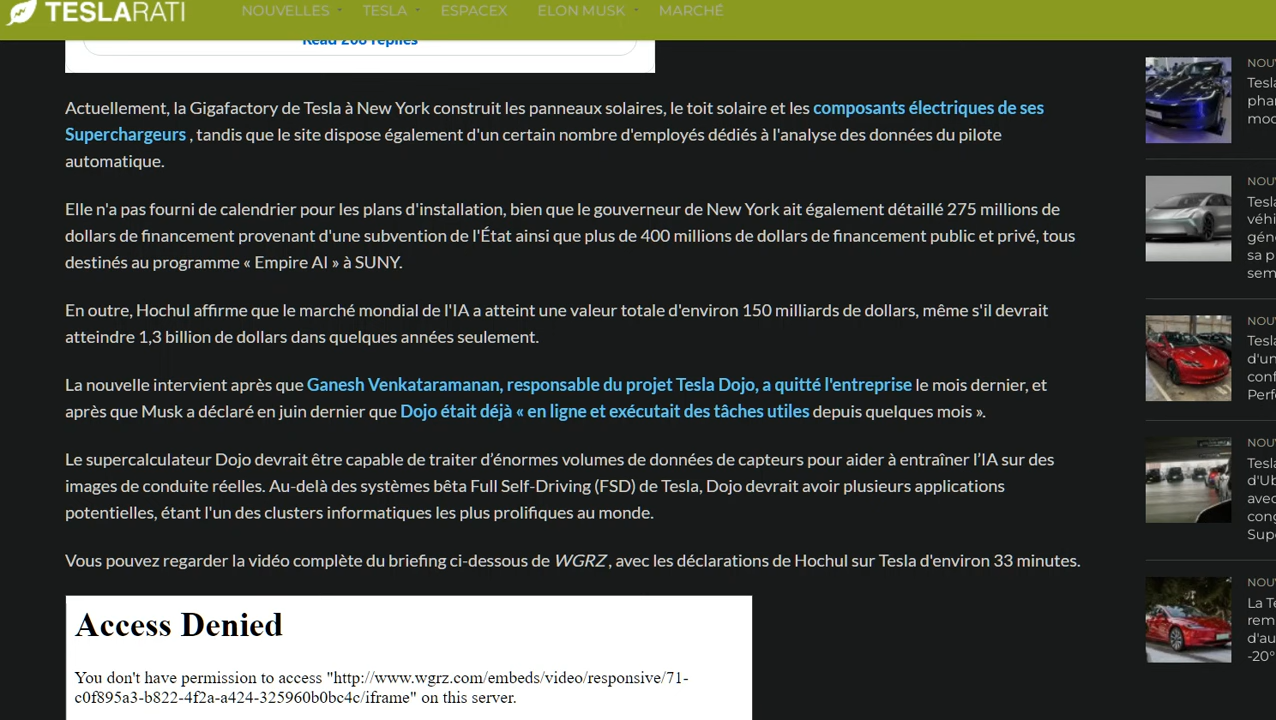 TESLARATI
NOUVELLES
TESLA
ESPACEX
ELON MUSK
MARCHÉ
Read 208 replies
Actuellement, la Gigafactory de Tesla à New York construit les panneaux solaires, le toit solaire et les composants électriques de ses
Superchargeurs , tandis que le site dispose également d'un certain nombre d'employés dédiés à l'analyse des données du pilote
automatique.
Elle n'a pas fourni de calendrier pour les plans d'installation, bien que le gouverneur de New York ait également détaillé 275 millions de
dollars de financement provenant d'une subvention de l'État ainsi que plus de 400 millions de dollars de financement public et privé, tous
destinés au programme « Empire AI » à SUNY.
En outre, Hochul affirme que le marché mondial de l'IA a atteint une valeur totale d'environ 150 milliards de dollars, même s'il devrait
atteindre 1,3 billion de dollars dans quelques années seulement.
La nouvelle intervient après que Ganesh Venkataramanan, responsable du projet Tesla Dojo, a quitté l'entreprise le mois dernier, et
après que Musk a déclaré en juin dernier que Dojo était déjà « en ligne et exécutait des tâches utiles depuis quelques mois ».
Le supercalculateur Dojo devrait être capable de traiter d’énormes volumes de données de capteurs pour aider à entraîner l’IA sur des
images de conduite réelles. Au-delà des systèmes bêta Full Self-Driving (FSD) de Tesla, Dojo devrait avoir plusieurs applications
potentielles, étant l'un des clusters informatiques les plus prolifiques au monde.
Vous pouvez regarder la vidéo complète du briefing ci-dessous de WGRZ , avec les déclarations de Hochul sur Tesla d'environ 33 minutes.
Access Denied
You don't have permission to access "http://www.wgrz.com/embeds/video/responsive/71-
c0f895a3-b822-4f2a-a424-325960b0bc4c/iframe" on this server.
NOU
Tesla
phar
mod
NOU
Tesla
véhi
géné
sa p
sem
NOU
Tesla
d'un
conf
Perf
NOU
Tesla
d'Ub
avec
cong
Supe
NOU
La Te
rem
d'au
-20°